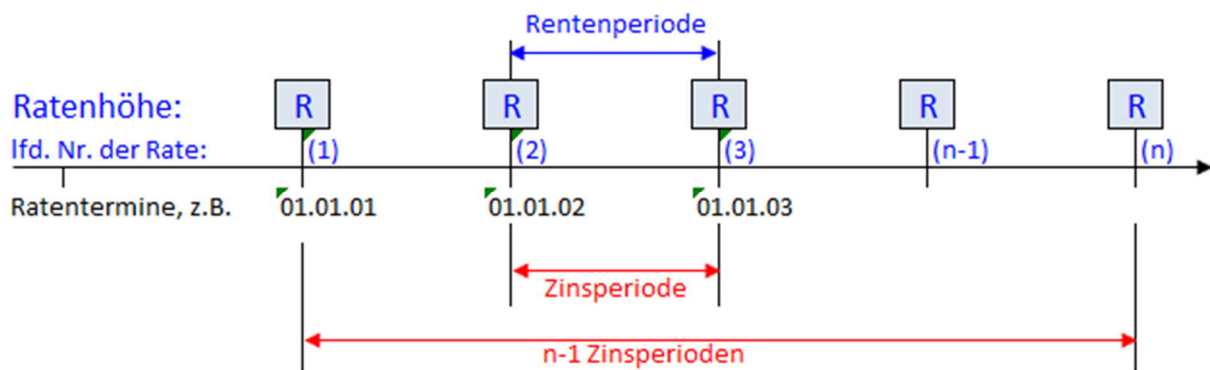 Rentenperiode
Ratenhöhe: R R R R R
lfd. Nr. der Rate: (1) (2) (3) (n-1) (n)
Ratentermine, z.B. 01.01.01 01.01.02 01.01.03
Zinsperiode
n-1 Zinsperioden